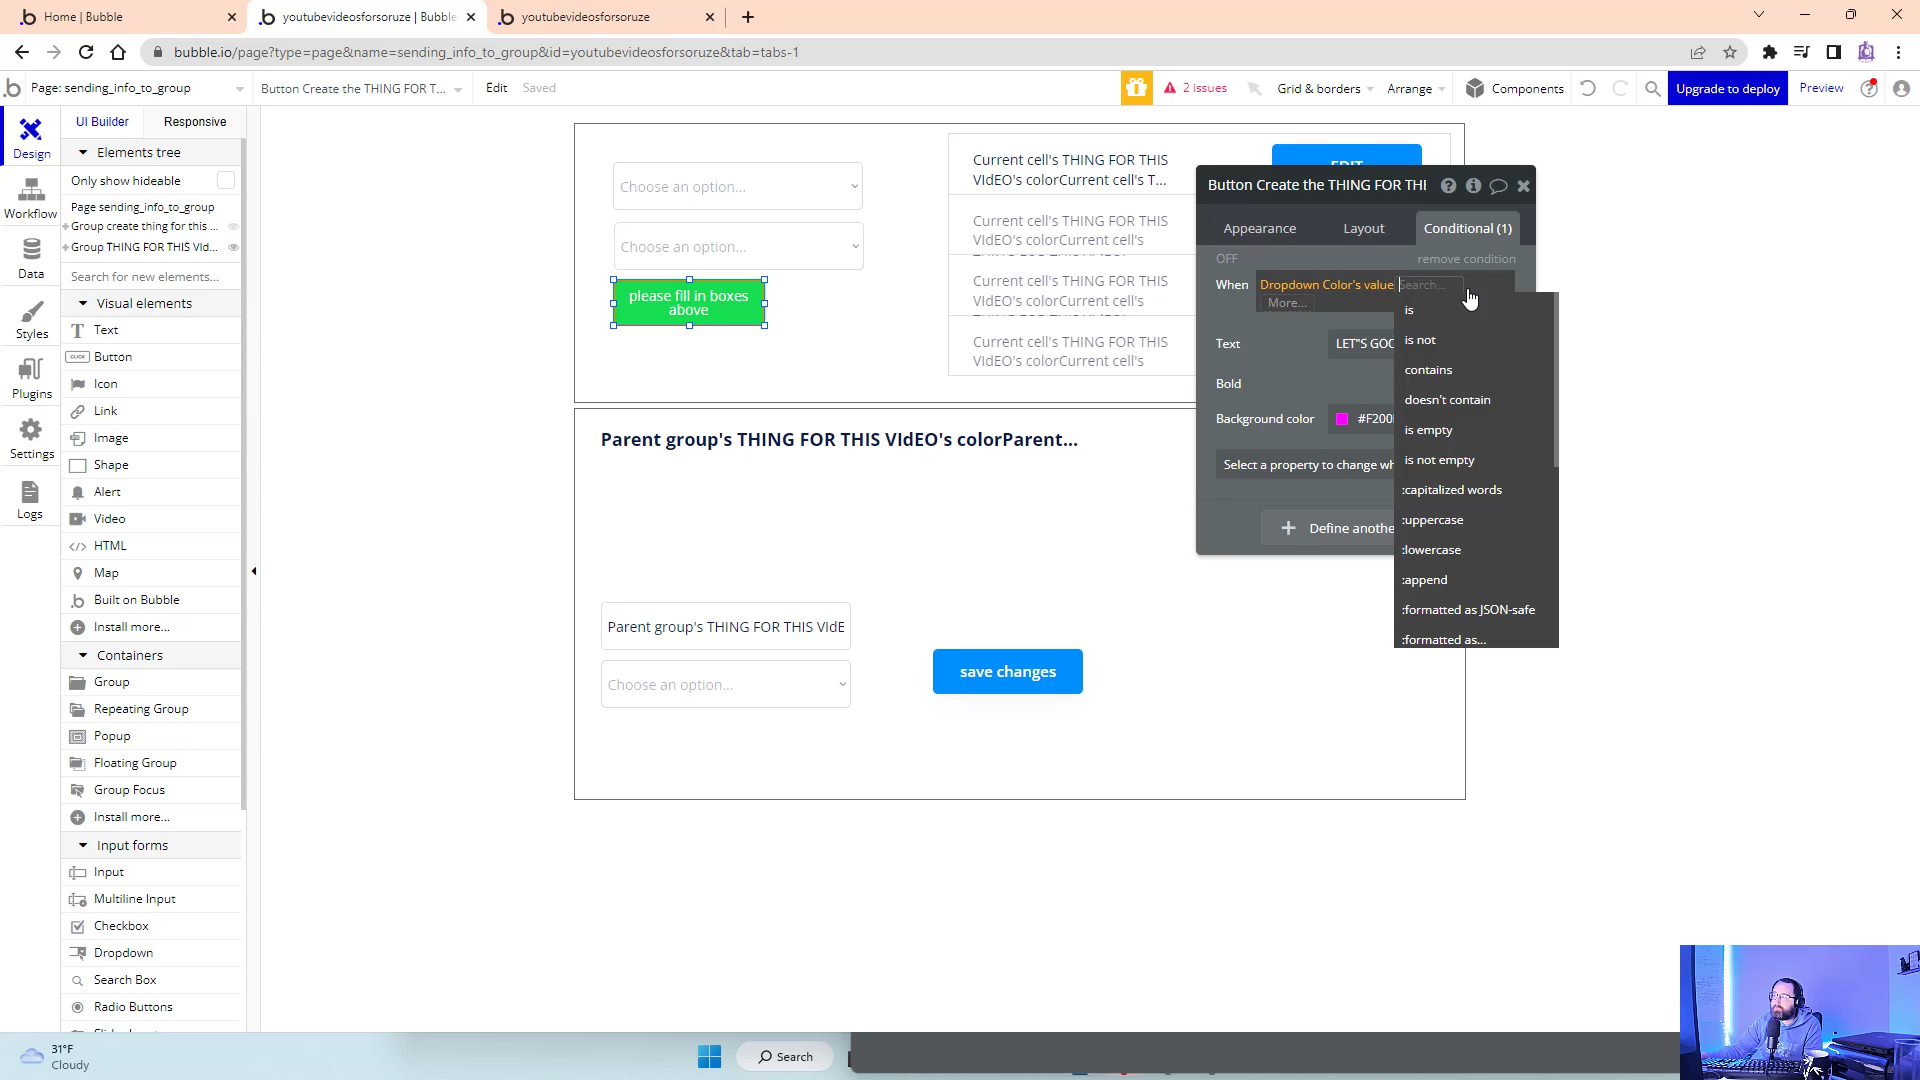 Home | Bubble
youtubevideosforsoruze | Bubble
youtubevideosforsoruze
bubble.io/page?type=page&name=sending_info_to_group&id=youtubevideosforsoruze&tab=tabs-1
Page: sending_info_to_group
Button Create the THING FOR T...
Edit
Saved
2 issues
Grid & borders
Arrange
Components
Upgrade to deploy
Preview
Design
Workflow
Data
Styles
Plugins
Settings
Logs
UI Builder
Responsive
Elements tree
Only show hideable
Page sending_info_to_group
Group create thing for this ...
Group THING FOR THIS VId...
Search for new elements...
Visual elements
Text
Button
Icon
Link
Image
Shape
Alert
Video
HTML
Map
Built on Bubble
Install more...
Containers
Group
Repeating Group
Popup
Floating Group
Group Focus
Install more...
Input forms
Input
Multiline Input
Checkbox
Dropdown
Search Box
Radio Buttons
Choose an option...
Choose an option...
please fill in boxes
above
Current cell's THING FOR THIS
VIdEO's colorCurrent cell's T...
Current cell's THING FOR THIS
VIdEO's colorCurrent cell's
Current cell's THING FOR THIS
VIdEO's colorCurrent cell's
Current cell's THING FOR THIS
VIdEO's colorCurrent cell's
EDIT
Parent group's THING FOR THIS VIdEO's colorParent...
Parent group's THING FOR THIS VIdE
Choose an option...
save changes
Button Create the THING FOR THI
Appearance
Layout
Conditional (1)
OFF
remove condition
When
Dropdown Color's value
Search...
More...
Text
LET"S GOO
Bold
Background color
#F200
Select a property to change wh
Define anothe
is
is not
contains
doesn't contain
is empty
is not empty
:capitalized words
:uppercase
:lowercase
:append
:formatted as JSON-safe
:formatted as...
31°F
Cloudy
Search